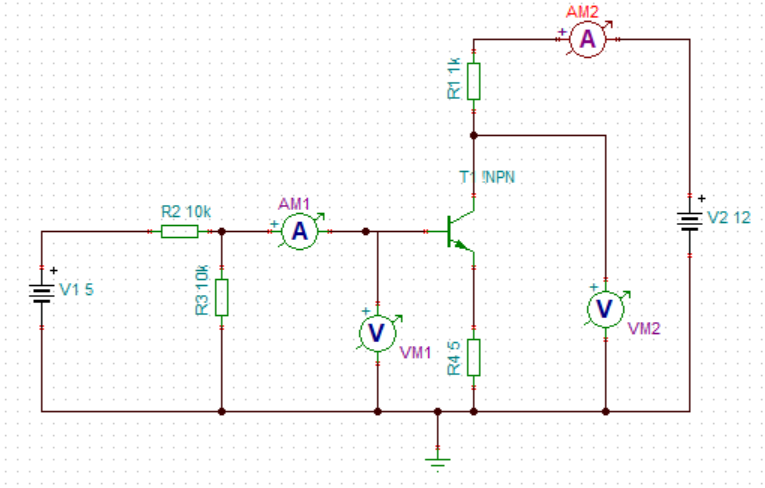 AM2
+
A
R1 1k
T1 !NPN
R2 10k
AM1
+
A
+
V2 12
+
V1 5
R3 10k
+
V
VM1
R4 5
+
V
VM2